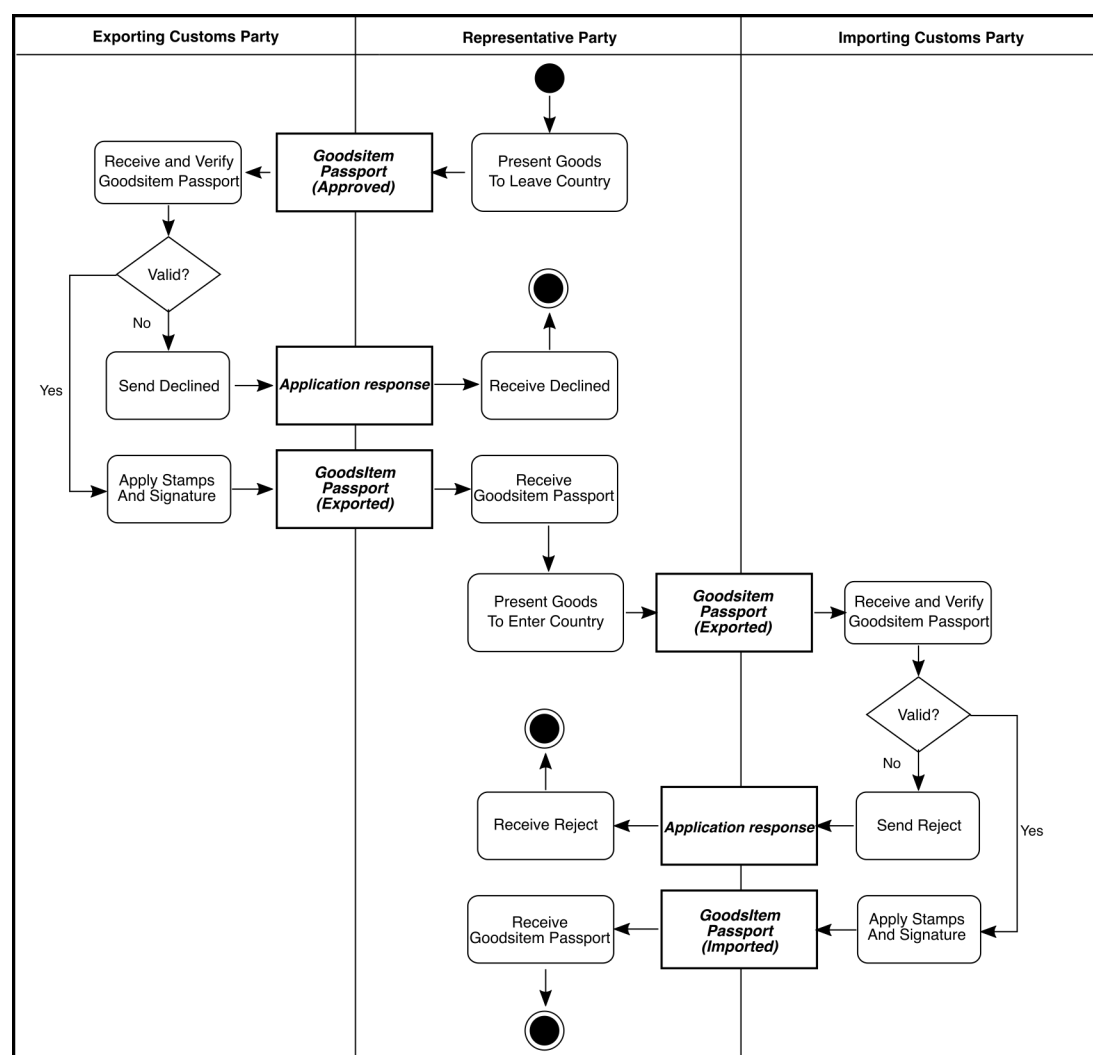 Exporting Customs Party
Representative Party
Importing Customs Party
Present Goods
To Leave Country
Goodsitem
Passport
(Approved)
Receive and Verify
Goodsitem Passport
Valid?
No
Yes
Send Declined
Application response
Receive Declined
Apply Stamps
And Signature
GoodsItem
Passport
(Exported)
Receive
Goodsitem Passport
Present Goods
To Enter Country
Goodsitem
Passport
(Exported)
Receive and Verify
Goodsitem Passport
Valid?
No
Yes
Send Reject
Application response
Receive Reject
Apply Stamps
And Signature
GoodsItem
Passport
(Imported)
Receive
Goodsitem Passport